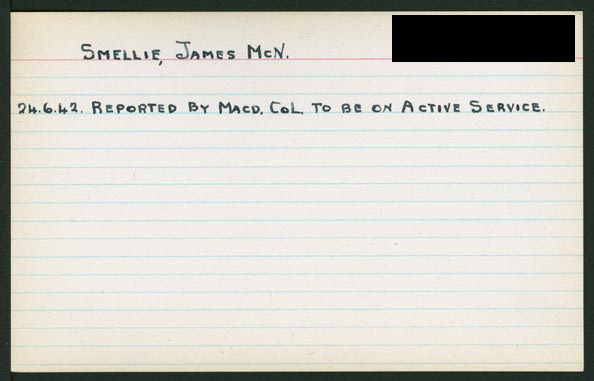 SMELLIE, JAMES MCN.
24.6.42. REPORTED BY MACD. COL. TO BE ON ACTIVE SERVICE.